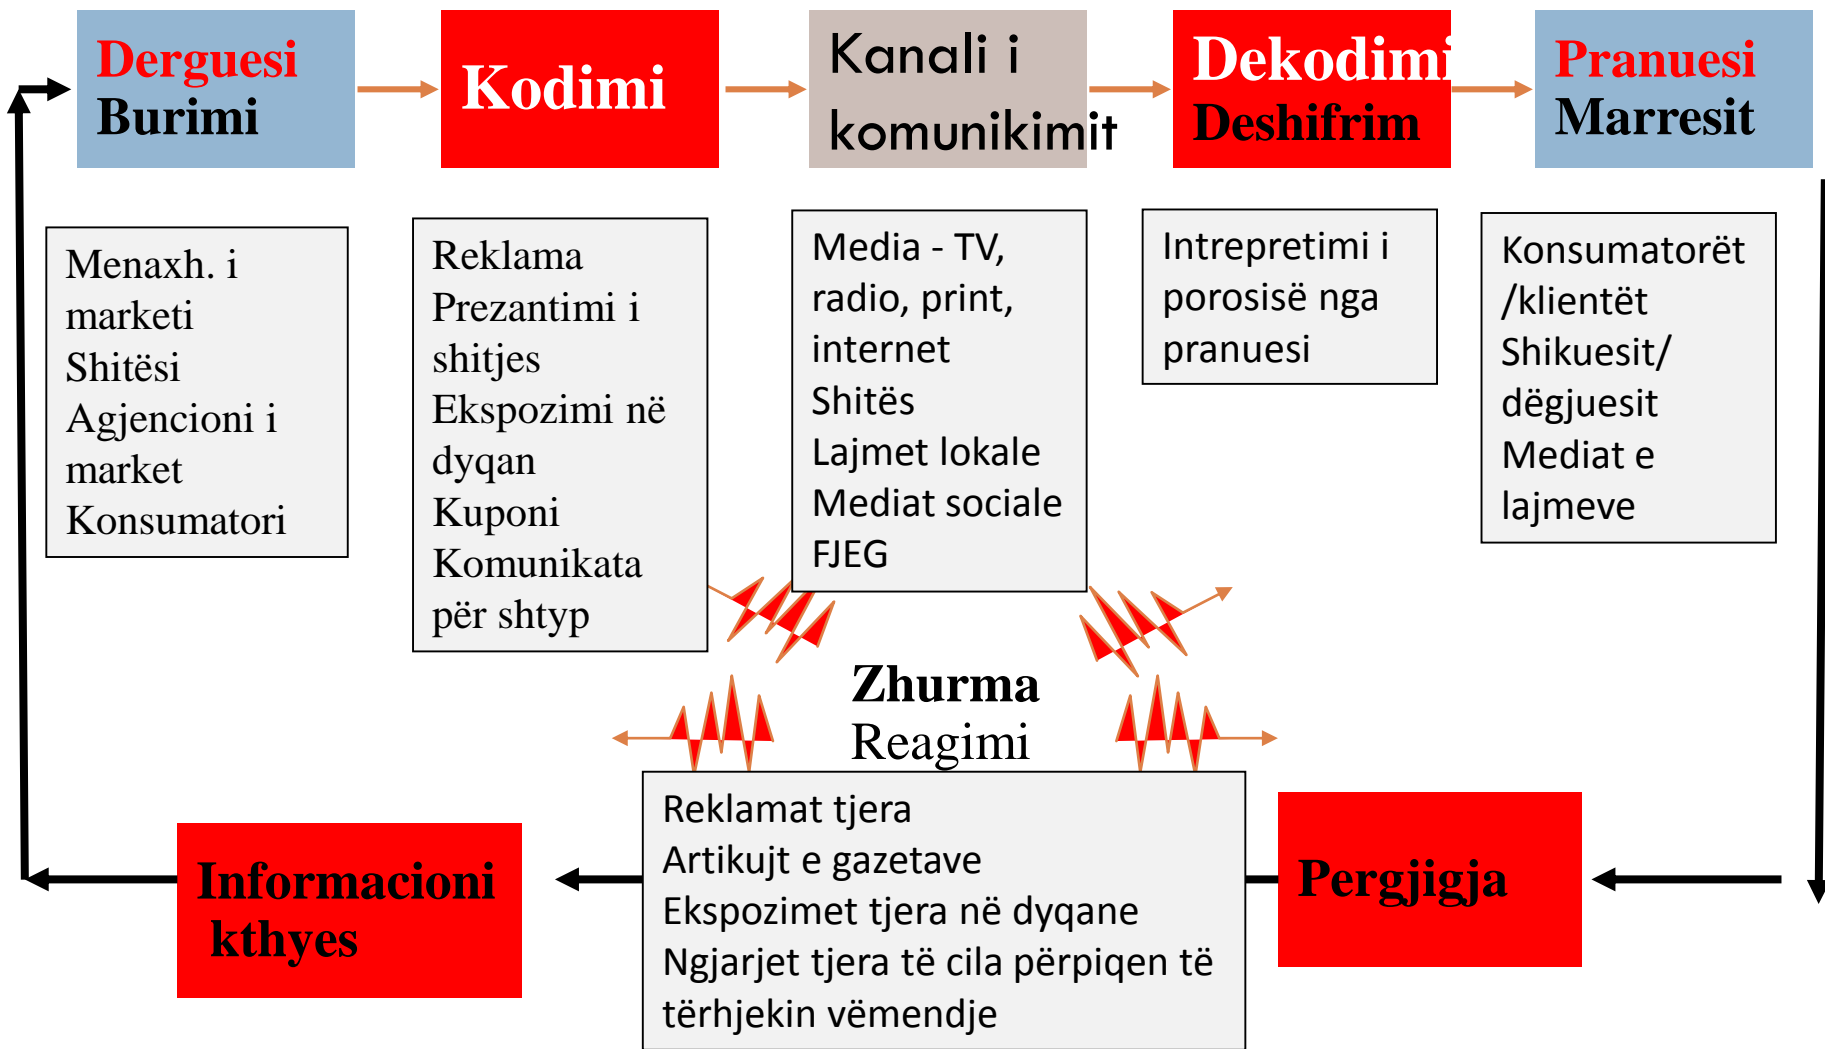 Derguesi
Burimi
Kodimi
Kanali i
komunikimit
Dekodimi
Deshifrim
Pranuesi
Marresit
Menaxh. i
marketi
Shitësi
Agjencioni i
market
Konsumatori
Reklama
Prezantimi i
shitjes
Ekspozimi në
dyqan
Kuponi
Komunikata
për shtyp
Media - TV,
radio, print,
internet
Shitës
Lajmet lokale
Mediat sociale
FJEG
Intrepretimi i
porosisë nga
pranuesi
Konsumatorët
/klientët
Shikuesit/
dëgjuesit
Mediat e
lajmeve
Zhurma
Reagimi
Reklamat tjera
Artikujt e gazetave
Ekspozimet tjera në dyqane
Ngjarjet tjera të cila përpiqen të
tërhjekin vëmendje
Informacioni
kthyes
Pergjigja